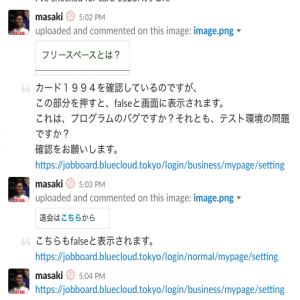 masaki 5:02 PM
uploaded and commented on this image: image.png
フリースペースとは？
カード１９９４を確認しているのですが、
この部分を押すと、falseと画面に表示されます。
これは、プログラムのバグですか？それとも、テスト環境の問題
ですか？
確認をお願いします。
https://jobboard.bluecloud.tokyo/login/business/mypage/setting
masaki 5:03 PM
uploaded and commented on this image: image.png
退会はこちらから
こちらもfalseと表示されます。
https://jobboard.bluecloud.tokyo/login/normal/mypage/setting
masaki 5:04 PM
https://jobboard.bluecloud.tokyo/login/business/mypage/setting